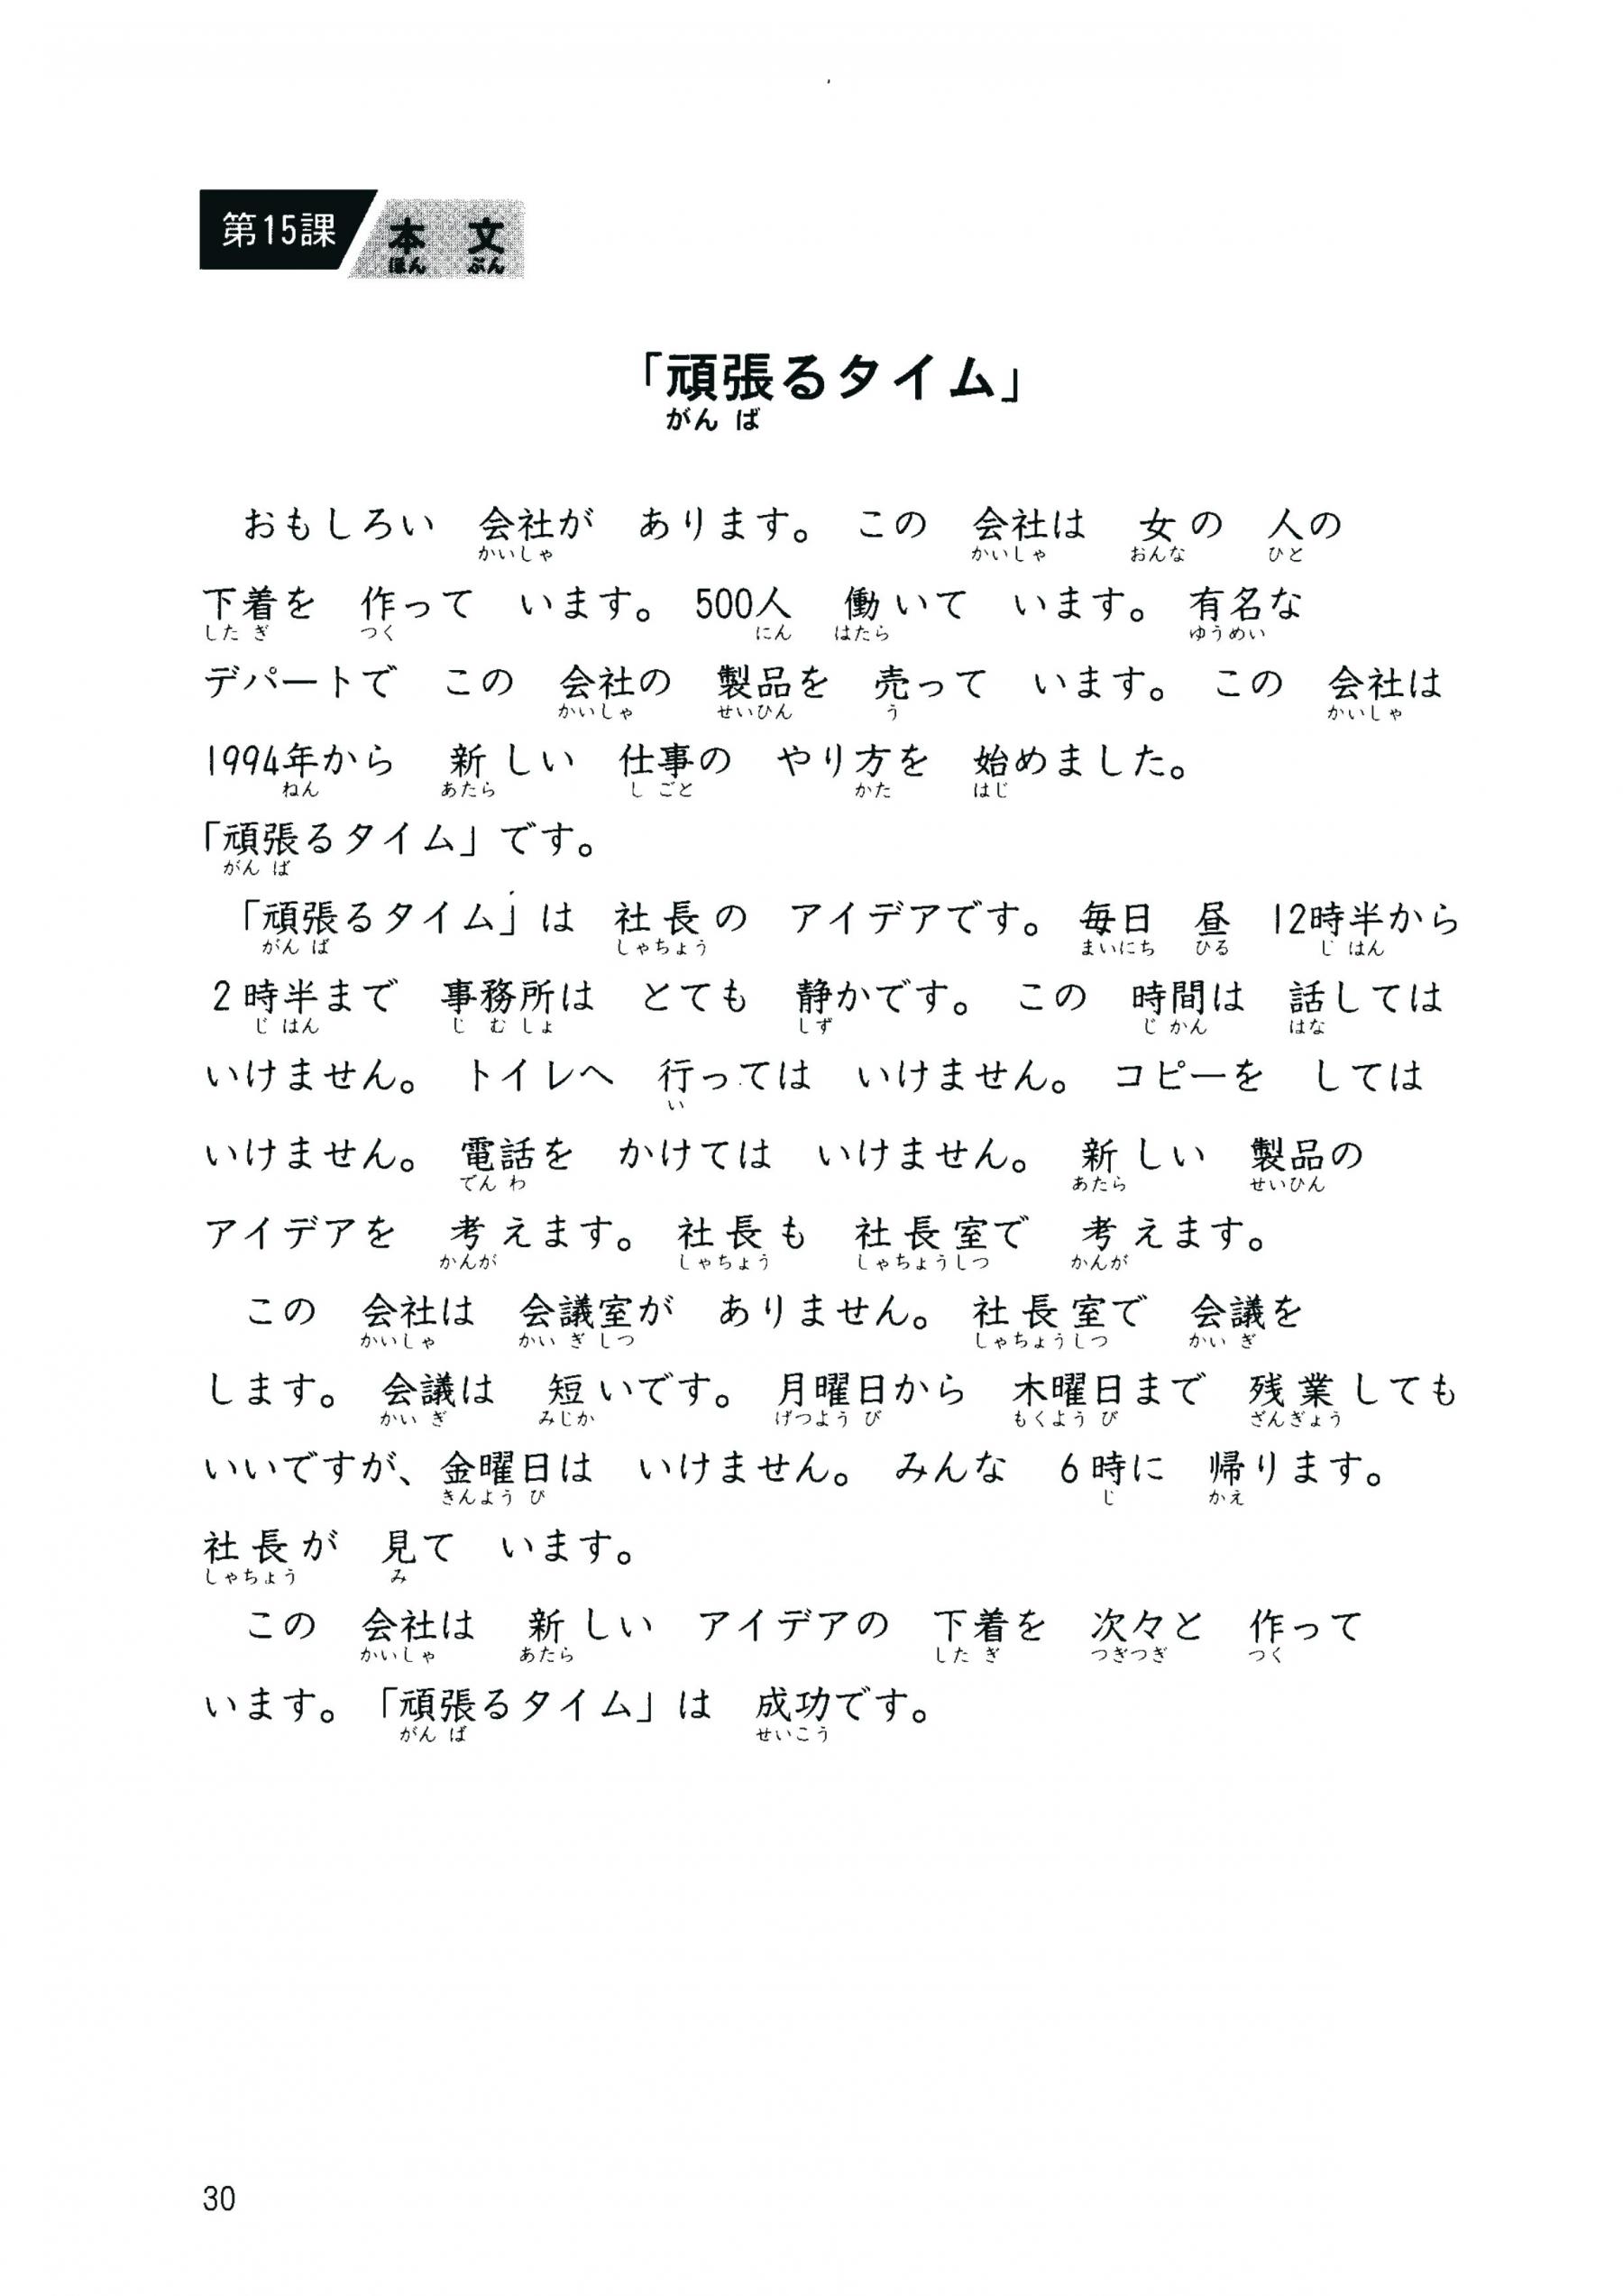 第15課 本文
ほん ぶん
「頑張るタイム」
がん ば
おもしろい 会社が あります。 この 会社は 女の 人の
かいしゃ かいしゃ おんな ひと
下着を 作って います。 500人 働いて います。 有名な
した ぎ つく にん はたら ゆうめい
デパートで この 会社の 製品を 売って います。 この 会社は
かいしゃ せいひん う かいしゃ
1994年から 新しい 仕事の やり方を 始めました。
ねん あたら し ごと かた はじ
「頑張るタイム」です。
がん ば
「頑張るタイム」は 社長の アイデアです。 毎日 昼 12時半から
がん ば しゃちょう まいにち ひる じ はん
2時半まで 事務所は とても 静かです。 この 時間は 話しては
じ はん じ む しょ しず じ かん はな
いけません。 トイレへ 行っては いけません。 コピーを しては
い
いけません。 電話を かけては いけません。 新しい 製品の
でん わ あたら せいひん
アイデアを 考えます。 社長も 社長室で 考えます。
かんが しゃちょう しゃちょうしつ かんが
この 会社は 会議室が ありません。 社長室で 会議を
かいしゃ かい ぎ しつ しゃちょうしつ かい ぎ
します。 会議は 短いです。 月曜日から 木曜日まで 残業しても
かい ぎ みじか げつよう び もくよう び ざんぎょう
いいですが、金曜日は いけません。 みんな 6時に 帰ります。
きんよう び じ かえ
社長が 見て います。
しゃちょう み
この 会社は 新しい アイデアの 下着を 次々と 作って
かいしゃ あたら した ぎ つぎつぎ つく
います。「頑張るタイム」は 成功です。
がん ば せいこう
30